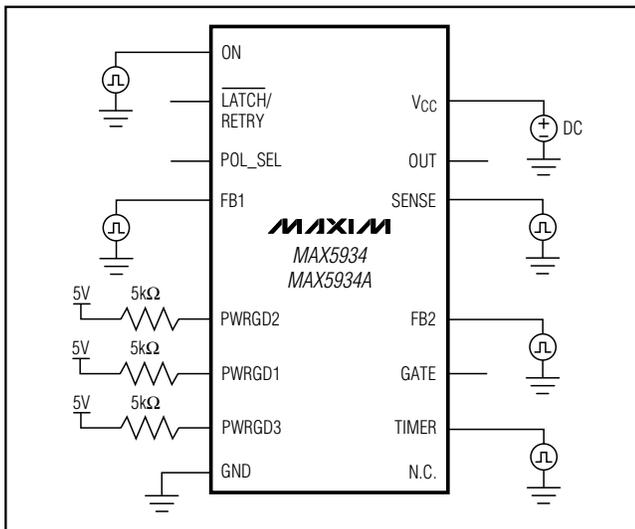 ON
LATCH/
RETRY
POL_SEL
FB1
5V 5kΩ
PWRGD2
5V 5kΩ
PWRGD1
5V 5kΩ
PWRGD3
GND
MAXIM
MAX5934
MAX5934A
VCC
DC
OUT
SENSE
FB2
GATE
TIMER
N.C.